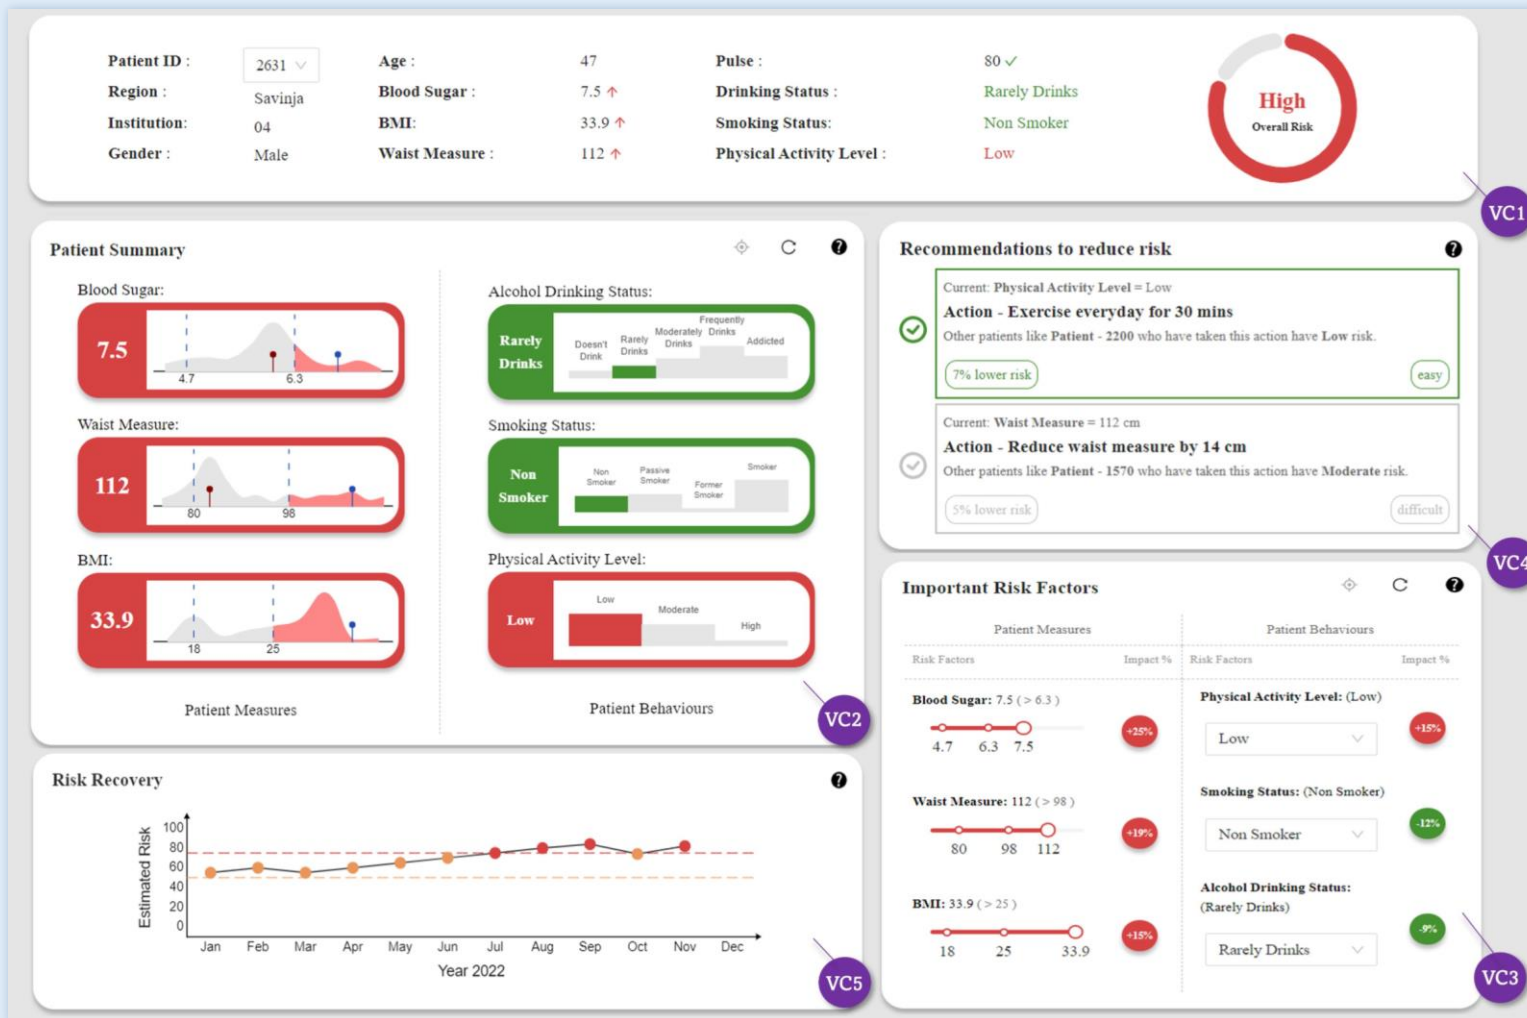 Patient ID :
2631
Age :
47
Pulse :
80
Region :
Savinja
Blood Sugar :
7.5
Drinking Status :
Rarely Drinks
Institution:
04
BMI:
33.9
Smoking Status:
Non Smoker
Gender :
Male
Waist Measure :
112
Physical Activity Level :
Low
High
Overall Risk
VC1
Patient Summary
?
Blood Sugar:
7.5
4.7
6.3
Waist Measure:
112
80
98
BMI:
33.9
18
25
Patient Measures
Alcohol Drinking Status:
Rarely
Drinks
Doesn't
Drink
Rarely
Drinks
Moderately
Drinks
Frequently
Drinks
Addicted
Smoking Status:
Non
Smoker
Non
Smoker
Passive
Smoker
Former
Smoker
Smoker
Physical Activity Level:
Low
Low
Moderate
High
Patient Behaviours
VC2
Recommendations to reduce risk
?
Current: Physical Activity Level = Low
Action - Exercise everyday for 30 mins
Other patients like Patient - 2200 who have taken this action have Low risk.
7% lower risk
easy
Current: Waist Measure = 112 cm
Action - Reduce waist measure by 14 cm
Other patients like Patient - 1570 who have taken this action have Moderate risk.
5% lower risk
difficult
VC4
Important Risk Factors
?
Patient Measures
Patient Behaviours
Risk Factors
Impact %
Risk Factors
Impact %
Blood Sugar: 7.5 ( > 6.3 )
4.7 6.3 7.5
+25%
Waist Measure: 112 ( > 98 )
80 98 112
+19%
BMI: 33.9 ( > 25 )
18 25 33.9
+15%
Physical Activity Level: (Low)
Low
+15%
Smoking Status: (Non Smoker)
Non Smoker
-12%
Alcohol Drinking Status:
(Rarely Drinks)
Rarely Drinks
-9%
VC3
Risk Recovery
?
Estimated Risk
100
80
60
40
20
0
Jan Feb Mar Apr May Jun Jul Aug Sep Oct Nov Dec
Year 2022
VC5